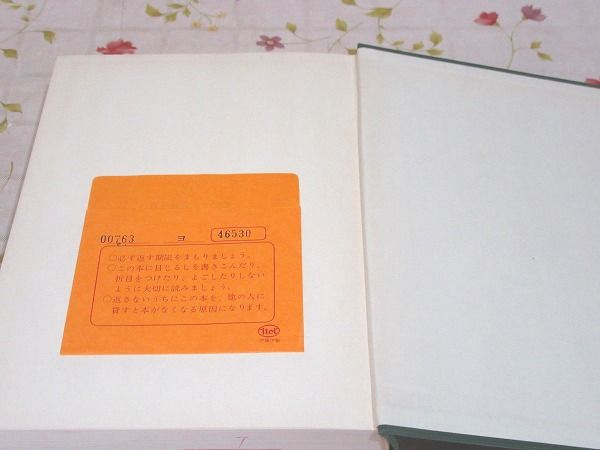 00763 ヨ 46530
○必ず返す期限をまもりましょう。
○この本に目じるしを書きこんだり、
折目をつけたり、よごしたりしない
ように大切に読みましょう。
○返さないうちにこの本を、他の人に
貸すと本がなくなる原因になります。
itei